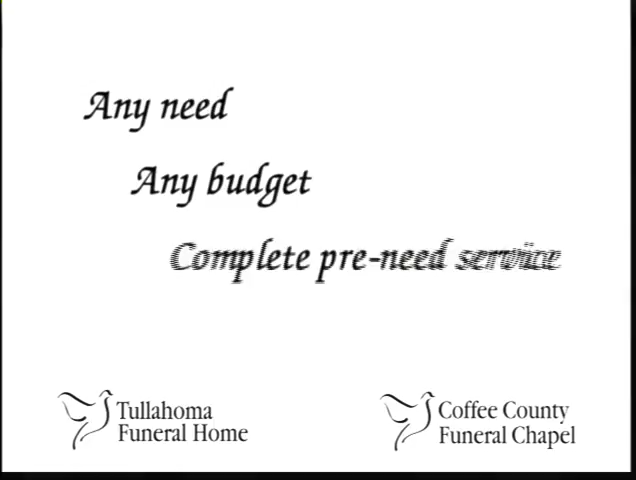 Any need
Any budget
Complete pre-need service
Tullahoma
Funeral Home
Coffee County
Funeral Chapel